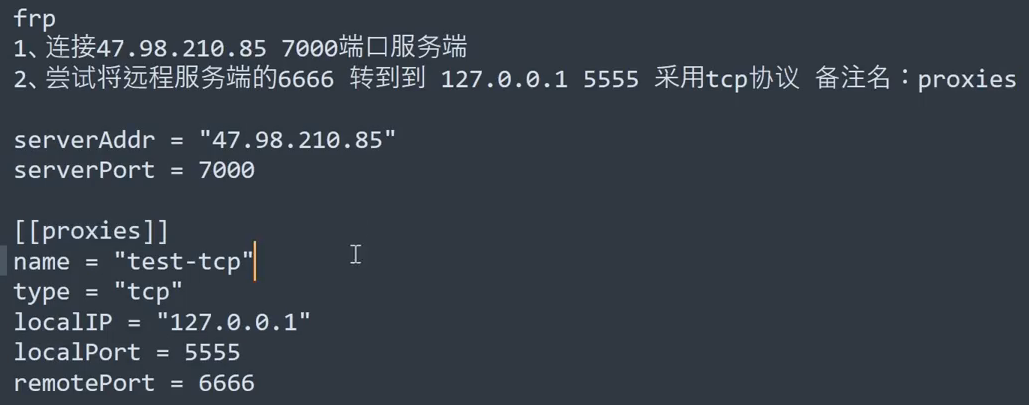 frp
1、连接47.98.210.85 7000端口服务端
2、尝试将远程服务端的6666 转到到 127.0.0.1 5555 采用tcp协议 备注名：proxies
serverAddr = "47.98.210.85"
serverPort = 7000
[[proxies]]
name = "test-tcp"
type = "tcp"
localIP = "127.0.0.1"
localPort = 5555
remotePort = 6666